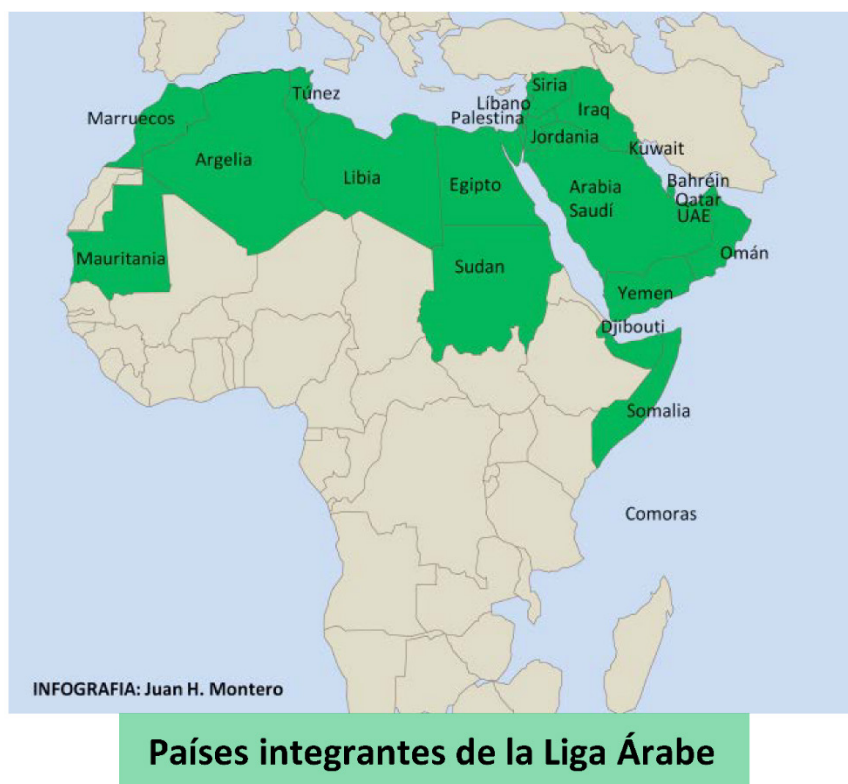 Siria
Túnez
Líbano
Iraq
Marruecos
Palestina
Jordania
Kuwait
Argelia
Libia
Egipto
Arabia
Saudí
Bahréin
Qatar
UAE
Mauritania
Sudan
Omán
Yemen
Djibouti
Somalia
Comoras
INFOGRAFIA: Juan H. Montero
Países integrantes de la Liga Árabe